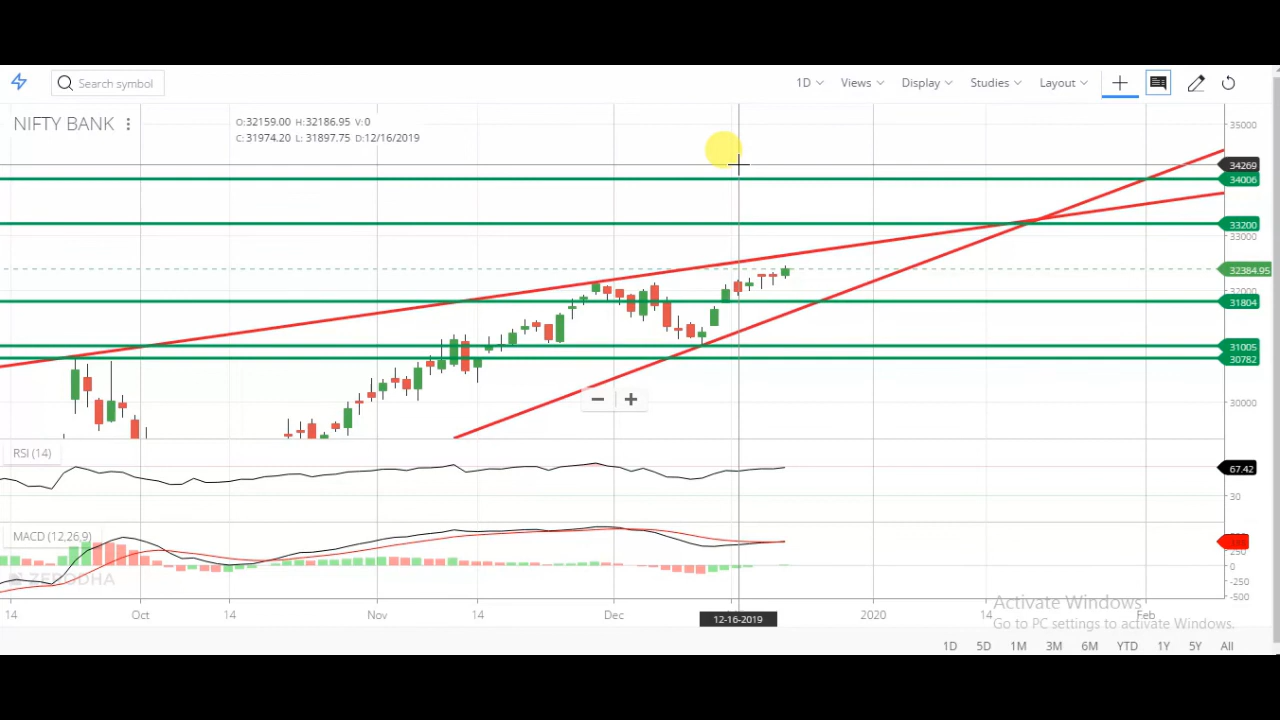 Search symbol
1D Views Display Studies Layout
NIFTY BANK
O:32159.00 H:32186.95 V:0
C:31974.20 L: 31897.75 D:12/16/2019
35000
34269
34006
33200
33000
32384.95
32000
31804
31005
30782
30000
RSI (14)
67.42
30
MACD (12,26,9)
250
0
-250
-500
ZERODHA
14 Oct 14 Nov 14 Dec 12-16-2019 2020 14 Feb
Activate Windows
Go to PC settings to activate Windows.
1D 5D 1M 3M 6M YTD 1Y 5Y All